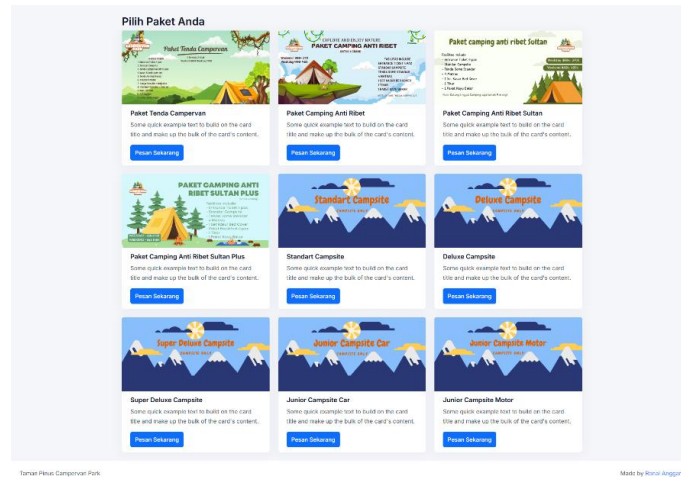 Pilih Paket Anda
Paket Tenda Campervan
EXPLORE AND ENJOY NATURE
PAKET CAMPING ANTI RIBET
Paket camping anti ribet Sultan
Paket Tenda Campervan
Some quick example text to build on the card
title and make up the bulk of the card's content.
Pesan Sekarang
Paket Camping Anti Ribet
Some quick example text to build on the card
title and make up the bulk of the card's content.
Pesan Sekarang
Paket Camping Anti Ribet Sultan
Some quick example text to build on the card
title and make up the bulk of the card's content.
Pesan Sekarang
PAKET CAMPING ANTI
RIBET SULTAN PLUS
Standart Campsite
CAMPSITE ONLY
Deluxe Campsite
CAMPSITE ONLY
Paket Camping Anti Ribet Sultan Plus
Some quick example text to build on the card
title and make up the bulk of the card's content.
Pesan Sekarang
Standart Campsite
Some quick example text to build on the card
title and make up the bulk of the card's content.
Pesan Sekarang
Deluxe Campsite
Some quick example text to build on the card
title and make up the bulk of the card's content.
Pesan Sekarang
Super Deluxe Campsite
CAMPSITE ONLY
Junior Campsite Car
CAMPSITE ONLY
Junior Campsite Motor
CAMPSITE ONLY
Super Deluxe Campsite
Some quick example text to build on the card
title and make up the bulk of the card's content.
Pesan Sekarang
Junior Campsite Car
Some quick example text to build on the card
title and make up the bulk of the card's content.
Pesan Sekarang
Junior Campsite Motor
Some quick example text to build on the card
title and make up the bulk of the card's content.
Pesan Sekarang
Taman Pinus Campervan Park
Made by Ronal Anggar